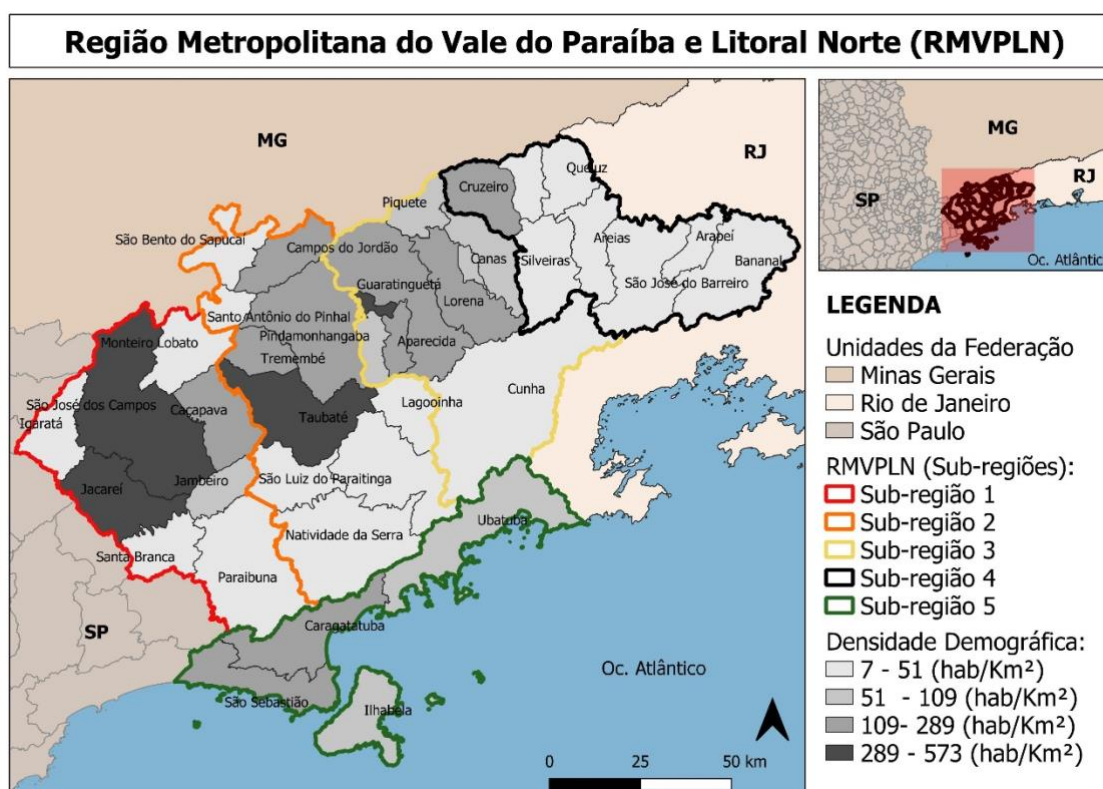 Região Metropolitana do Vale do Paraíba e Litoral Norte (RMVPLN)
MG
RJ
Queluz
Cruzeiro
Piquete
São Bento do Sapucaí
Campos do Jordão
Canas
Silveiras
Areias
Arapeí
Bananal
São José do Barreiro
Guaratinguetá
Lorena
Santo Antônio do Pinhal
Pindamonhangaba
Aparecida
Monteiro Lobato
Tremembé
Cunha
São José dos Campos
Caçapava
Taubaté
Lagoinha
Igaratá
Jacareí
Jambeiro
São Luiz do Paraitinga
Ubatuba
Natividade da Serra
Santa Branca
Paraibuna
SP
Caragatatuba
Oc. Atlântico
São Sebastião
Ilhabela
0 25 50 km
MG
RJ
SP
Oc. Atlântico
LEGENDA
Unidades da Federação
Minas Gerais
Rio de Janeiro
São Paulo
RMVPLN (Sub-regiões):
Sub-região 1
Sub-região 2
Sub-região 3
Sub-região 4
Sub-região 5
Densidade Demográfica:
7 - 51 (hab/Km²)
51 - 109 (hab/Km²)
109- 289 (hab/Km²)
289 - 573 (hab/Km²)